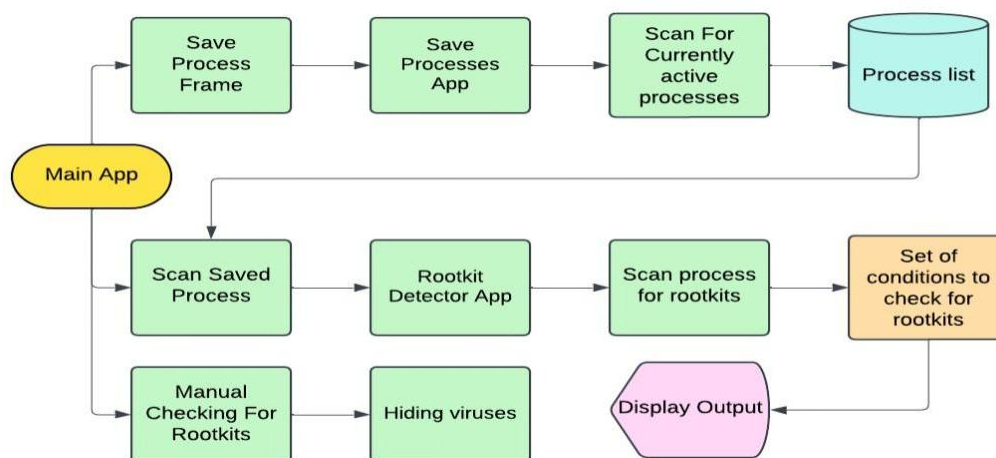 Save
Process
Frame
Save
Processes
App
Scan For
Currently
active
processes
Process list
Main App
Scan Saved
Process
Rootkit
Detector App
Scan process
for rootkits
Set of
conditions to
check for
rootkits
Manual
Checking For
Rootkits
Hiding viruses
Display Output